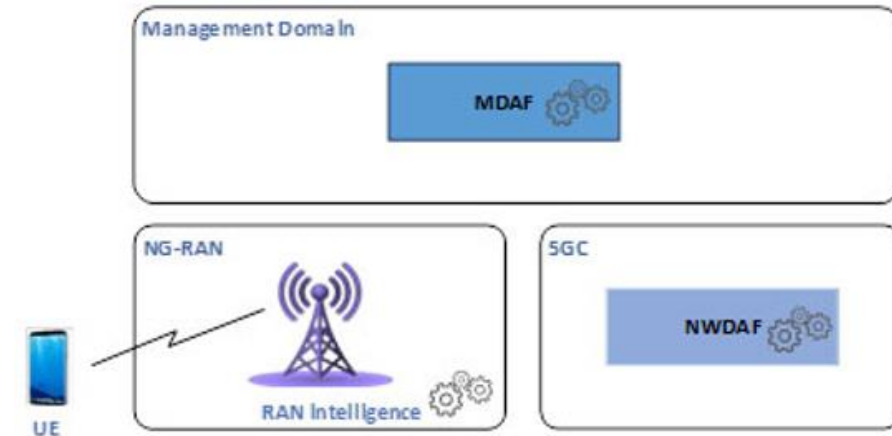 Management Domain
MDAF
NG-RAN
5GC
NWDAF
RAN Intelligence
UE